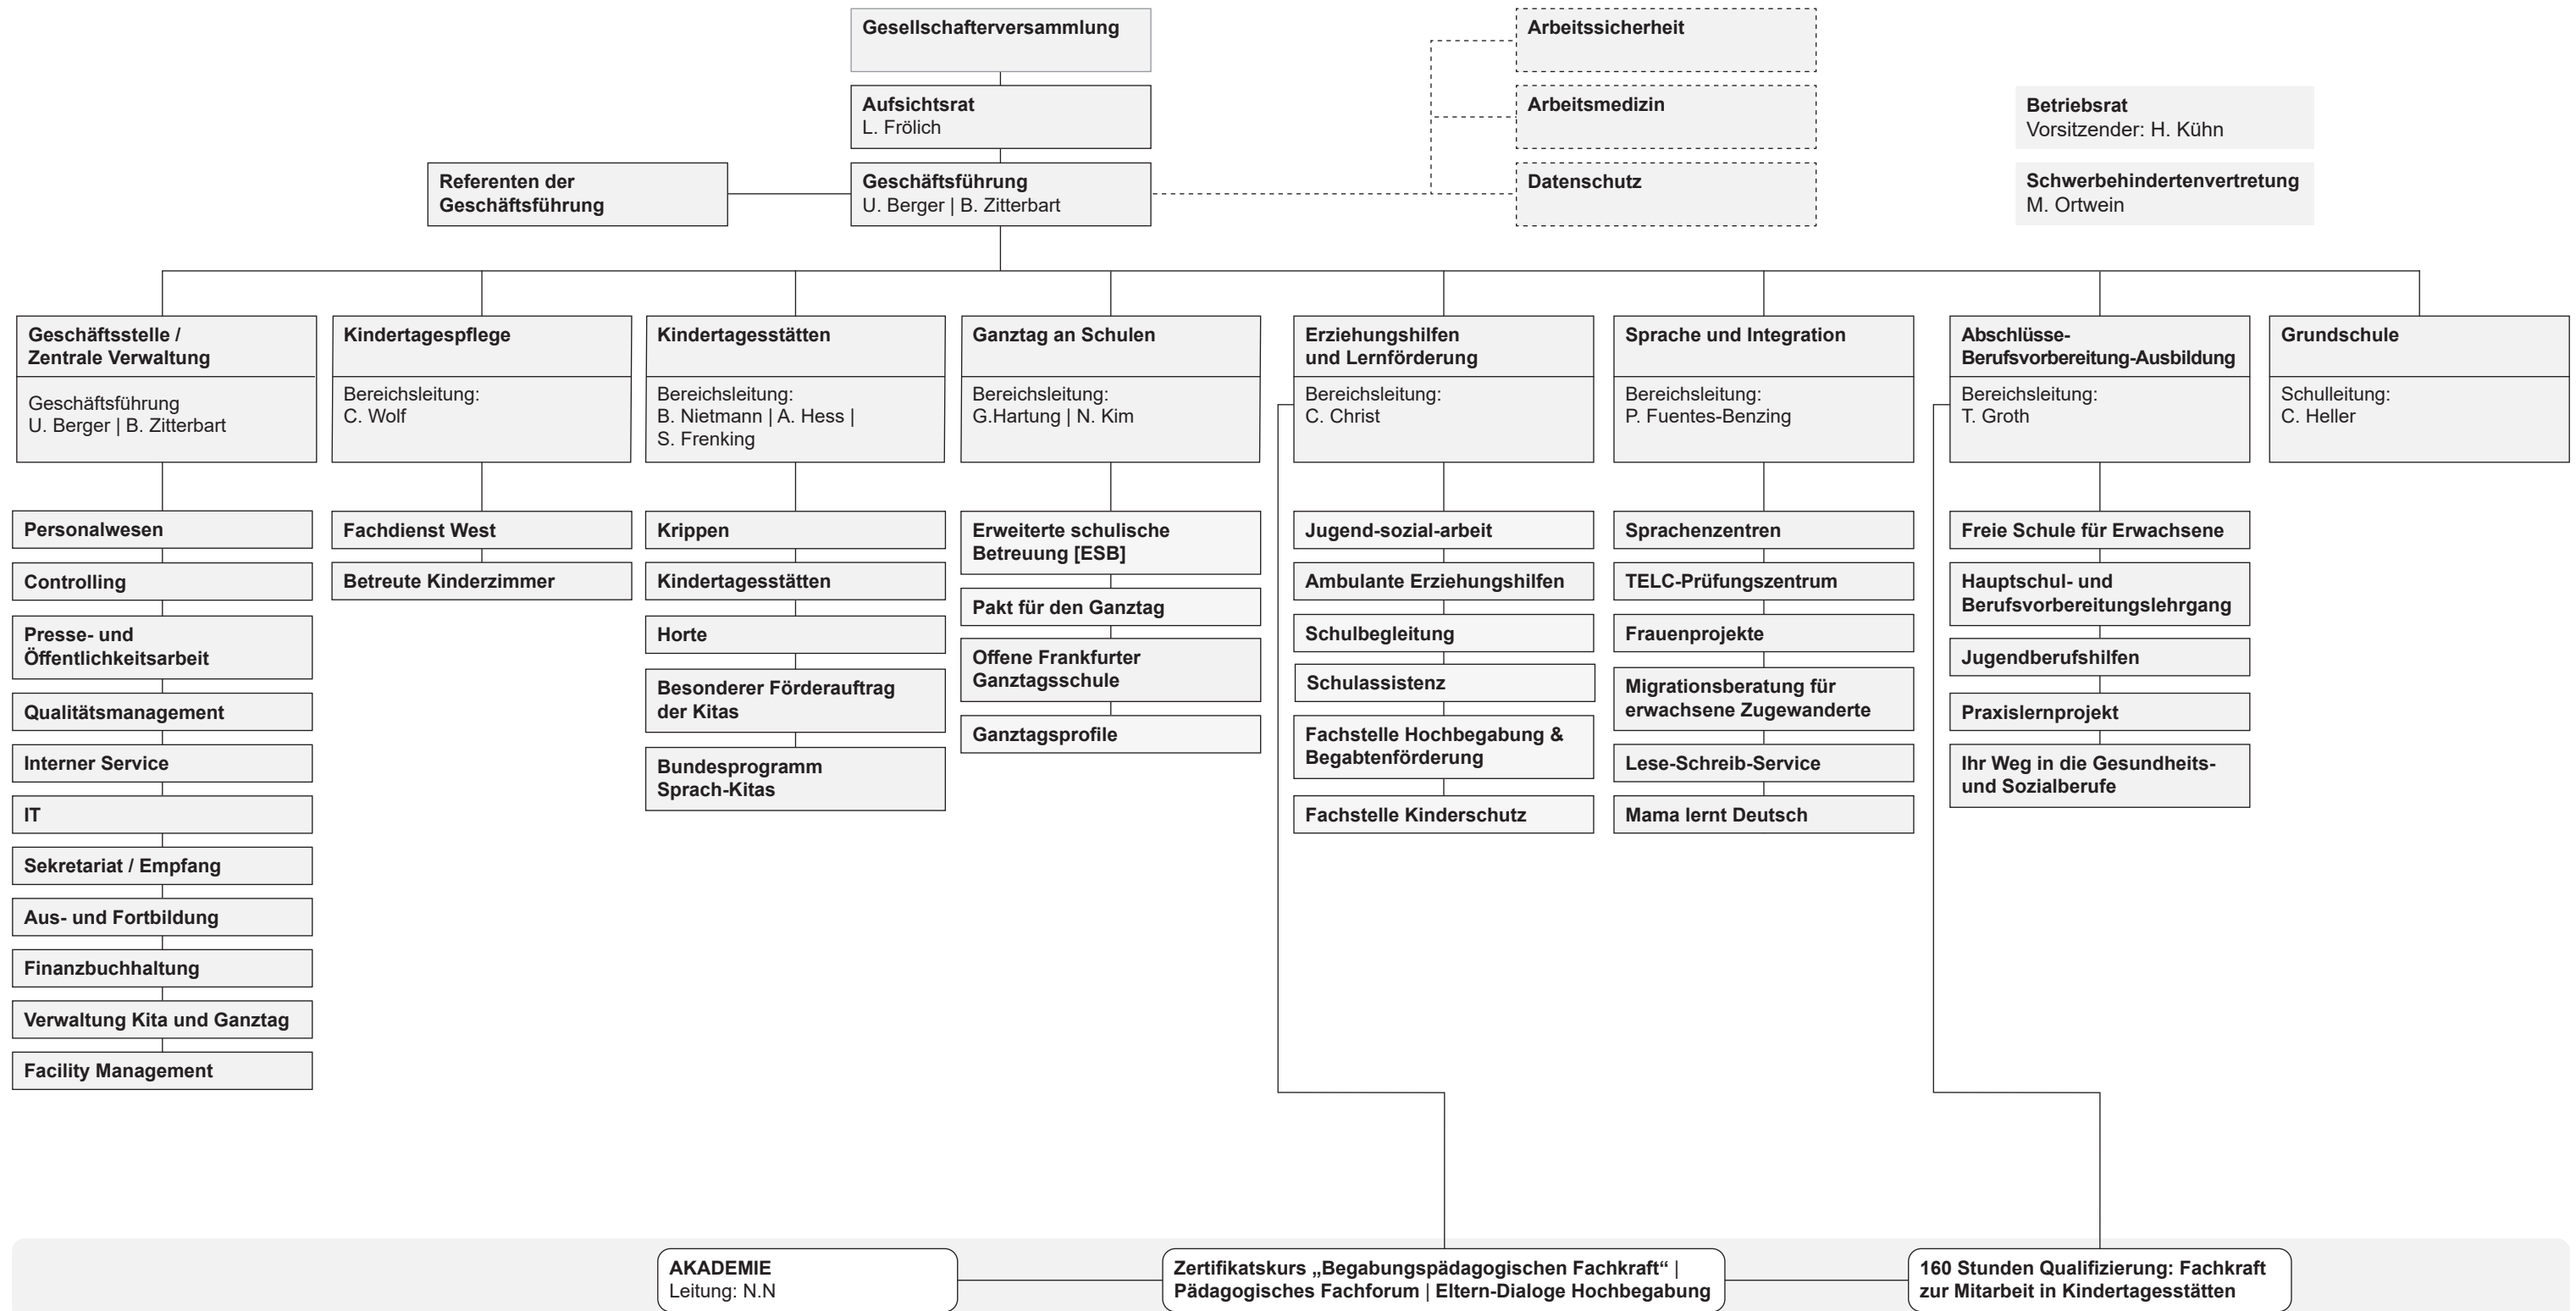 Gesellschafterversammlung
Aufsichtsrat
L. Frölich
Referenten der
Geschäftsführung
Geschäftsführung
U. Berger | B. Zitterbart
Arbeitssicherheit
Arbeitsmedizin
Datenschutz
Betriebsrat
Vorsitzender: H. Kühn
Schwerbehindertenvertretung
M. Ortwein
Geschäftsstelle /
Zentrale Verwaltung
Geschäftsführung
U. Berger | B. Zitterbart
Personalwesen
Controlling
Presse- und
Öffentlichkeitsarbeit
Qualitätsmanagement
Interner Service
IT
Sekretariat / Empfang
Aus- und Fortbildung
Finanzbuchhaltung
Verwaltung Kita und Ganztag
Facility Management
Kindertagespflege
Bereichsleitung:
C. Wolf
Fachdienst West
Betreute Kinderzimmer
Kindertagesstätten
Bereichsleitung:
B. Nietmann | A. Hess |
S. Frenking
Krippen
Kindertagesstätten
Horte
Besonderer Förderauftrag
der Kitas
Bundesprogramm
Sprach-Kitas
Ganztag an Schulen
Bereichsleitung:
G.Hartung | N. Kim
Erweiterte schulische
Betreuung [ESB]
Pakt für den Ganztag
Offene Frankfurter
Ganztagsschule
Ganztagsprofile
Erziehungshilfen
und Lernförderung
Bereichsleitung:
C. Christ
Jugend-sozial-arbeit
Ambulante Erziehungshilfen
Schulbegleitung
Schulassistenz
Fachstelle Hochbegabung &
Begabtenförderung
Fachstelle Kinderschutz
Sprache und Integration
Bereichsleitung:
P. Fuentes-Benzing
Sprachenzentren
TELC-Prüfungszentrum
Frauenprojekte
Migrationsberatung für
erwachsene Zugewanderte
Lese-Schreib-Service
Mama lernt Deutsch
Abschlüsse-
Berufsvorbereitung-Ausbildung
Bereichsleitung:
T. Groth
Freie Schule für Erwachsene
Hauptschul- und
Berufsvorbereitungslehrgang
Jugendberufshilfen
Praxislernprojekt
Ihr Weg in die Gesundheits-
und Sozialberufe
Grundschule
Schulleitung:
C. Heller
AKADEMIE
Leitung: N.N
Zertifikatskurs „Begabungspädagogischen Fachkraft“ |
Pädagogisches Fachforum | Eltern-Dialoge Hochbegabung
160 Stunden Qualifizierung: Fachkraft
zur Mitarbeit in Kindertagesstätten